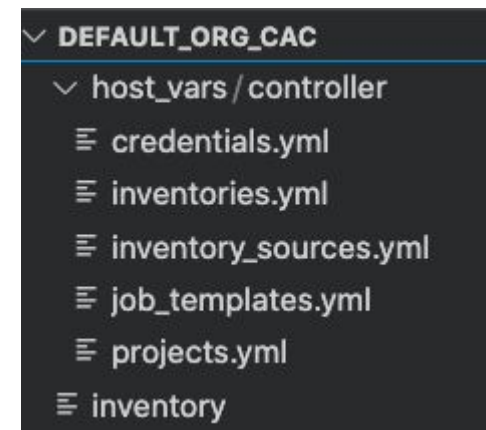 DEFAULT_ORG_CAC
host_vars/controller
credentials.yml
inventories.yml
inventory_sources.yml
job_templates.yml
projects.yml
inventory